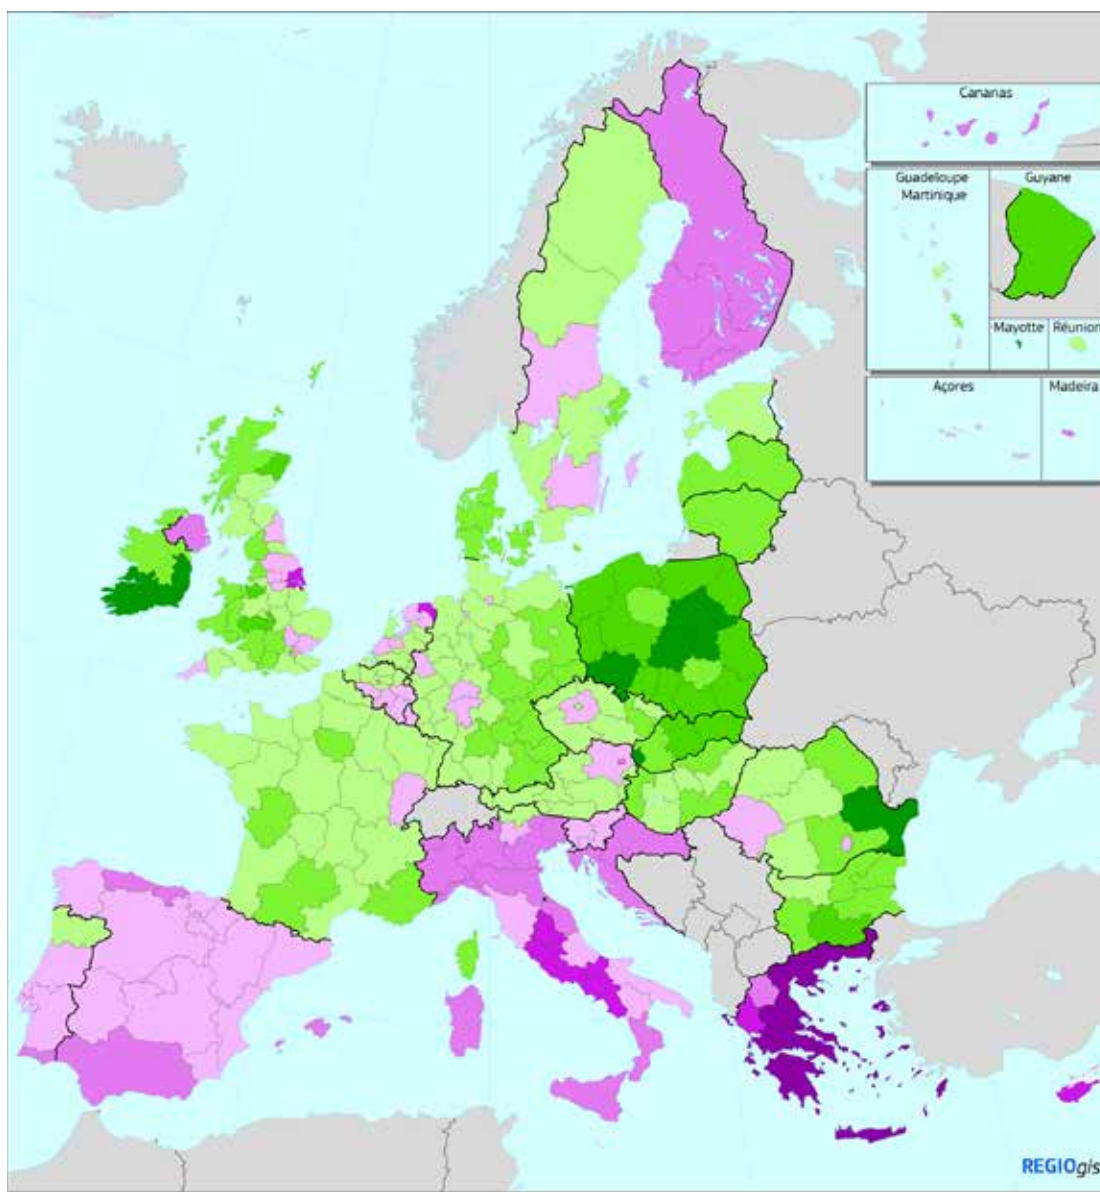 Canarias
Guadeloupe
Martinique
Guyane
Mayotte
Réunion
Açores
Madeira
REGIOgis